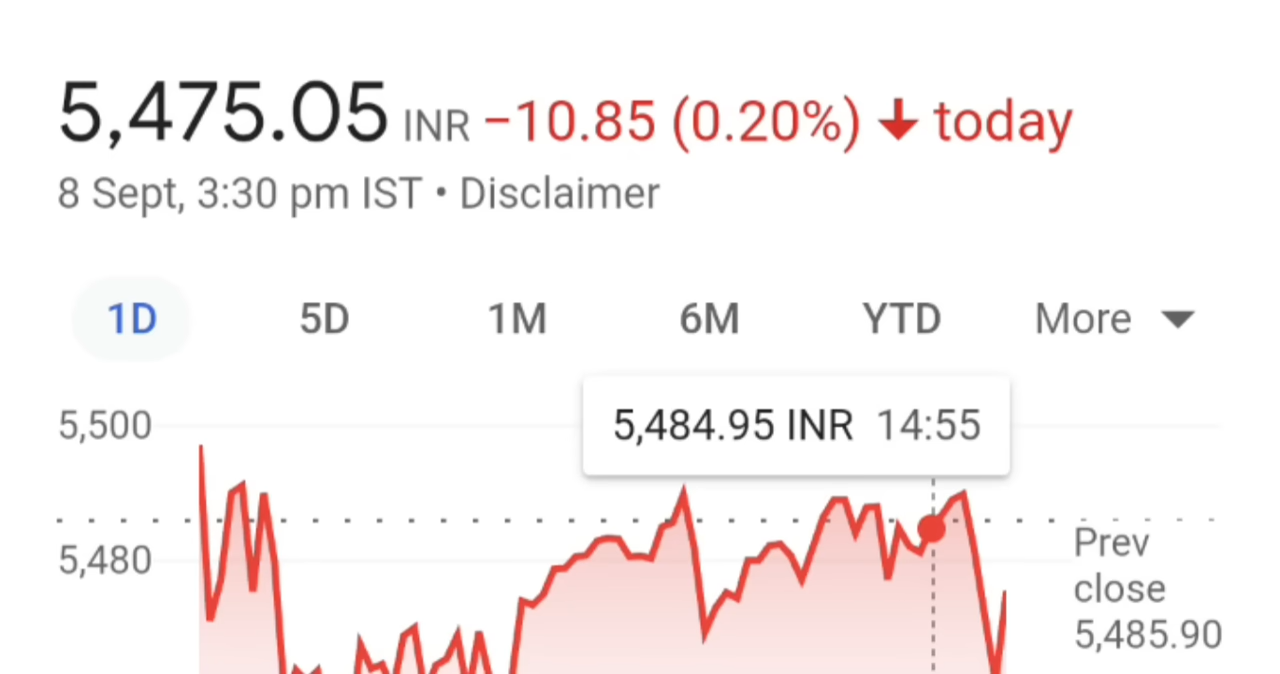 5,475.05 INR −10.85 (0.20%) ↓ today
8 Sept, 3:30 pm IST • Disclaimer
1D 5D 1M 6M YTD More
5,484.95 INR 14:55
5,500
5,480
Prev
close
5,485.90